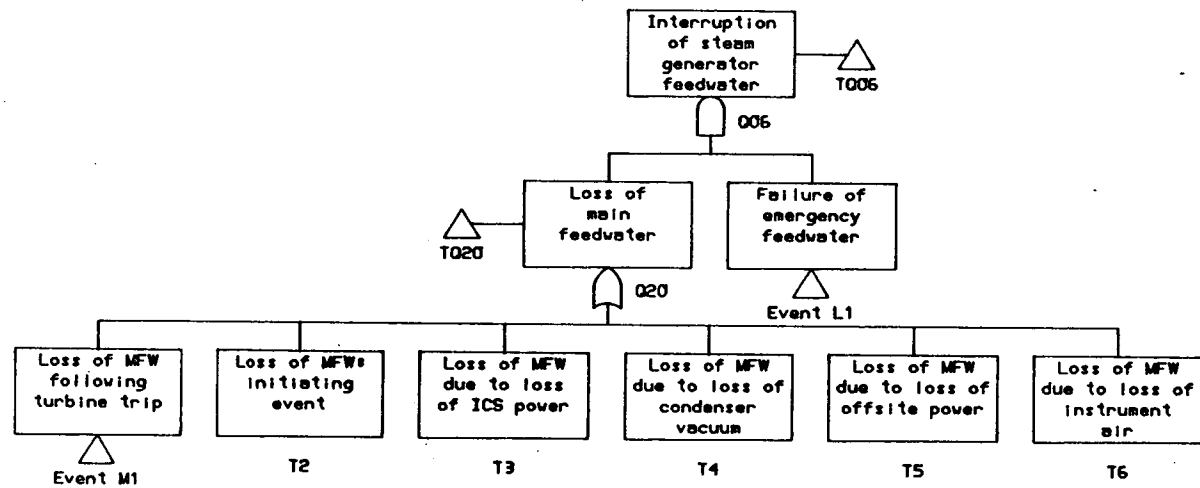 Interruption
of steam
generator
feedwater
TQ06
Q06
Loss of
main
feedwater
Failure of
emergency
feedwater
TQ20
Q20
Event L1
Loss of MFW
following
turbine trip
Loss of MFW:
initiating
event
Loss of MFW
due to loss
of ICS power
Loss of MFW
due to loss of
condenser
vacuum
Loss of MFW
due to loss of
offsite power
Loss of MFW
due to loss of
instrument
air
Event M1
T2
T3
T4
T5
T6